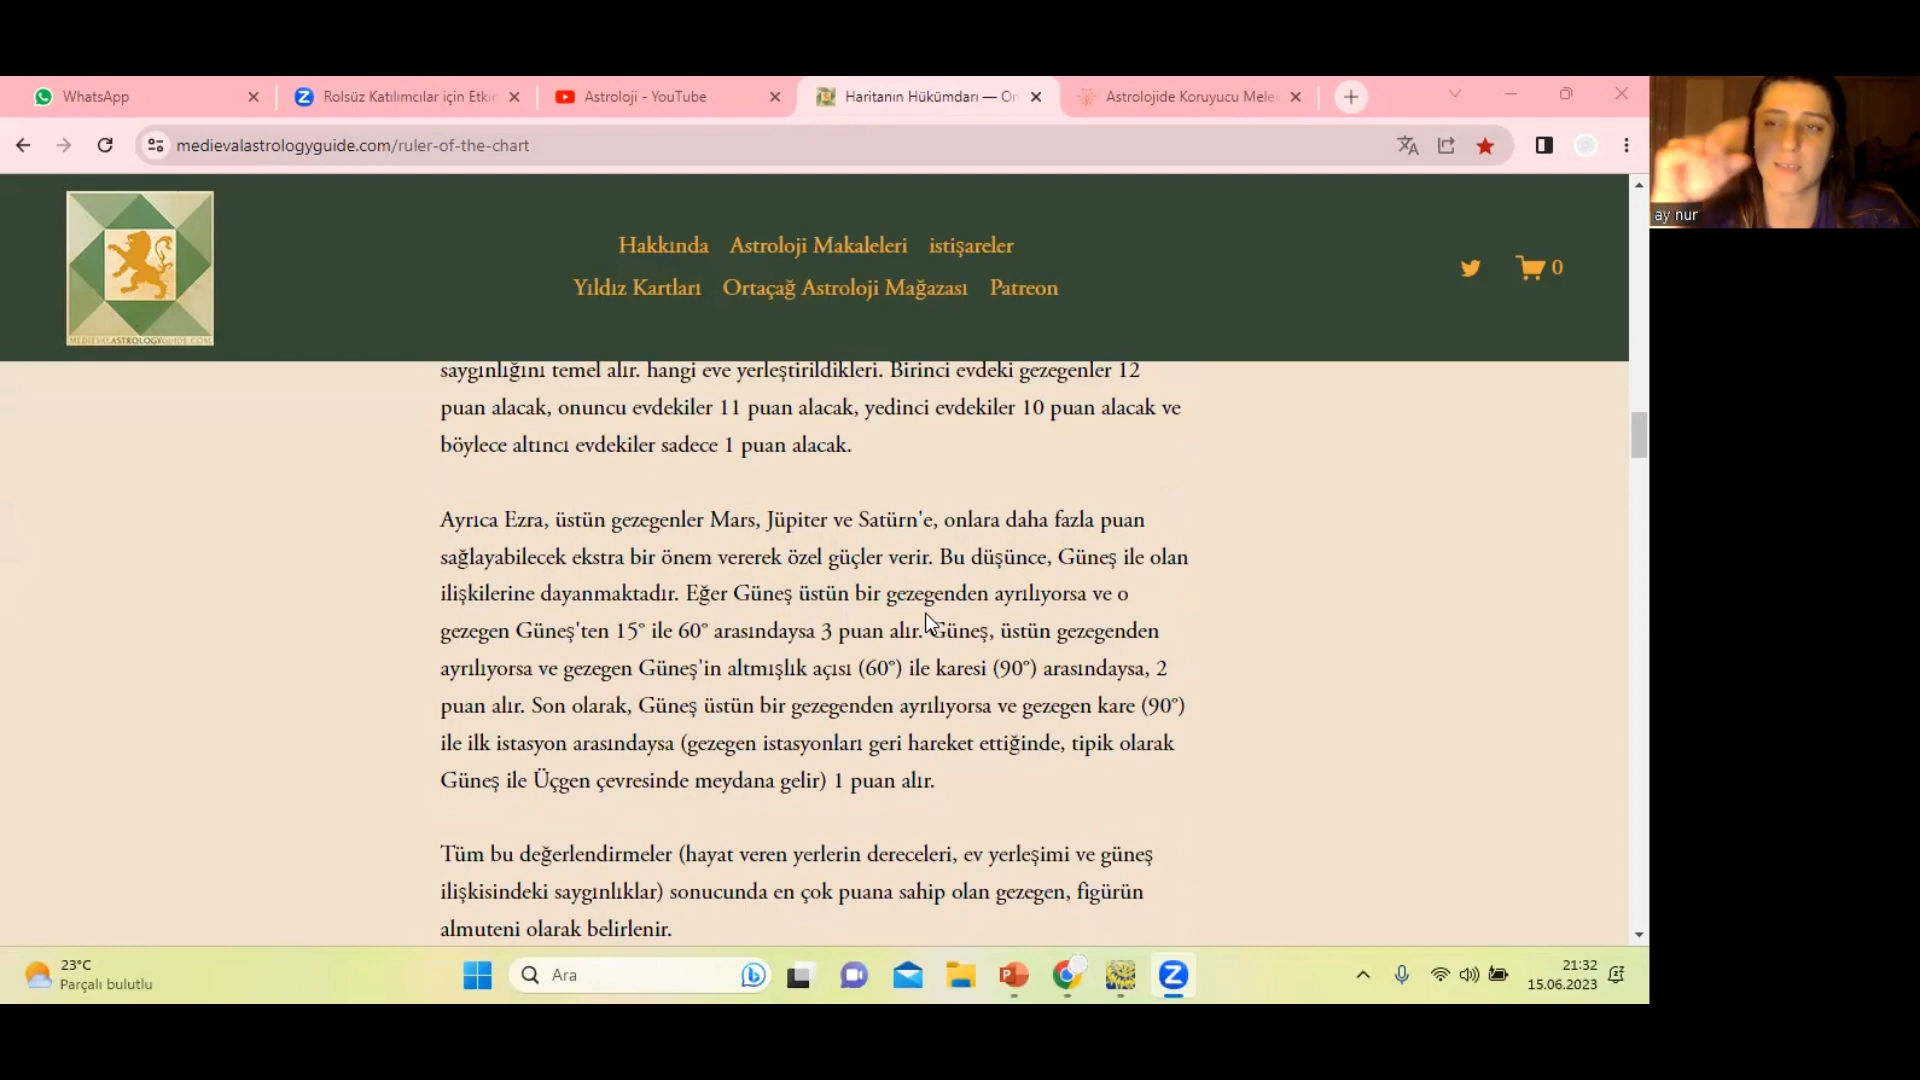 WhatsApp
Rolsüz Katılımcılar için Etkin
Astroloji - YouTube
Haritanın Hükümdarı — Or
Astrolojide Koruyucu Mele
medievalastrologyguide.com/ruler-of-the-chart
ay nur
MEDIEVALASTROLOGYGUIDE.COM
Hakkında Astroloji Makaleleri istişareler
Yıldız Kartları Ortaçağ Astroloji Mağazası Patreon
0
saygınlığını temel alır. hangi eve yerleştirildikleri. Birinci evdeki gezegenler 12
puan alacak, onuncu evdekiler 11 puan alacak, yedinci evdekiler 10 puan alacak ve
böylece altıncı evdekiler sadece 1 puan alacak.
Ayrıca Ezra, üstün gezegenler Mars, Jüpiter ve Satürn'e, onlara daha fazla puan
sağlayabilecek ekstra bir önem vererek özel güçler verir. Bu düşünce, Güneş ile olan
ilişkilerine dayanmaktadır. Eğer Güneş üstün bir gezegenden ayrılıyorsa ve o
gezegen Güneş'ten 15° ile 60° arasındaysa 3 puan alır. Güneş, üstün gezegenden
ayrılıyorsa ve gezegen Güneş'in altmışlık açısı (60°) ile karesi (90°) arasındaysa, 2
puan alır. Son olarak, Güneş üstün bir gezegenden ayrılıyorsa ve gezegen kare (90°)
ile ilk istasyon arasındaysa (gezegen istasyonları geri hareket ettiğinde, tipik olarak
Güneş ile Üçgen çevresinde meydana gelir) 1 puan alır.
Tüm bu değerlendirmeler (hayat veren yerlerin dereceleri, ev yerleşimi ve güneş
ilişkisindeki saygınlıklar) sonucunda en çok puana sahip olan gezegen, figürün
almuteni olarak belirlenir.
23°C
Parçalı bulutlu
Ara
21:32
15.06.2023